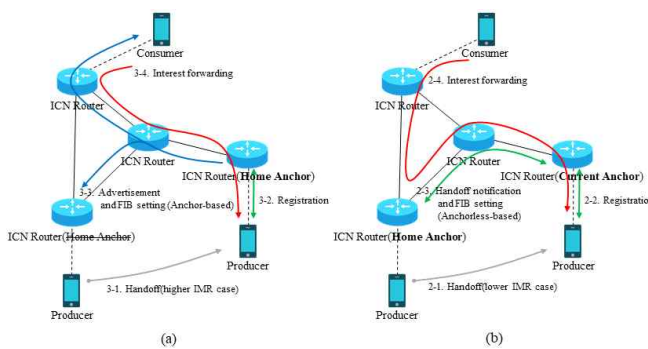 Consumer
3-4. Interest forwarding
ICN Router
ICN Router
ICN Router(Home Anchor)
3-3. Advertisement
and FIB setting (Anchor-based)
3-2. Registration
ICN Router(Home Anchor)
Producer
3-1. Handoff(higher IMR case)
Producer
(a)
Consumer
2-4. Interest forwarding
ICN Router
ICN Router
ICN Router(Current Anchor)
2-3. Handoff notification
and FIB setting
(Anchorless-based)
2-2. Registration
ICN Router(Home Anchor)
Producer
2-1. Handoff(lower IMR case)
Producer
(b)